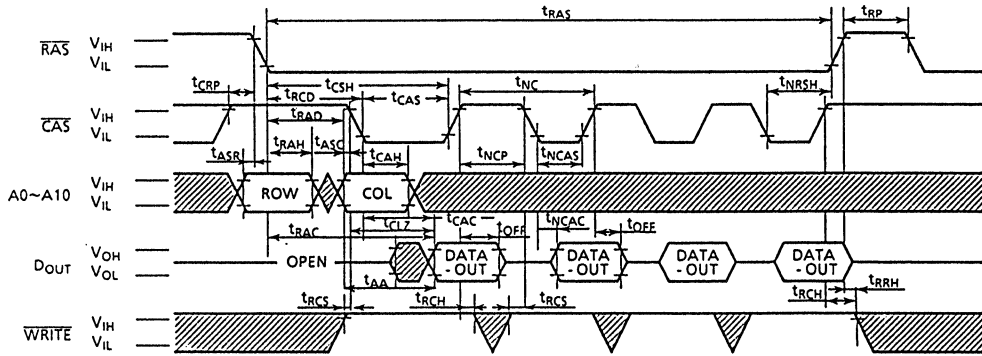 tRAS
tRP
RAS
VIH
VIL
tCRP
tCSH
tRCD
tCAS
tNC
tNRSH
CAS
VIH
VIL
tRAD
tRAH
tASC
tASR
tCAH
tNCP
tNCAS
A0~A10
VIH
VIL
ROW
COL
tCAC
tCLZ
tRAC
tOFF
tNCAC
tOFF
DOUT
VOH
VOL
OPEN
DATA
-OUT
DATA
-OUT
DATA
-OUT
DATA
-OUT
tAA
tRRH
tRCS
tRCH
tRCS
tRCH
WRITE
VIH
VIL